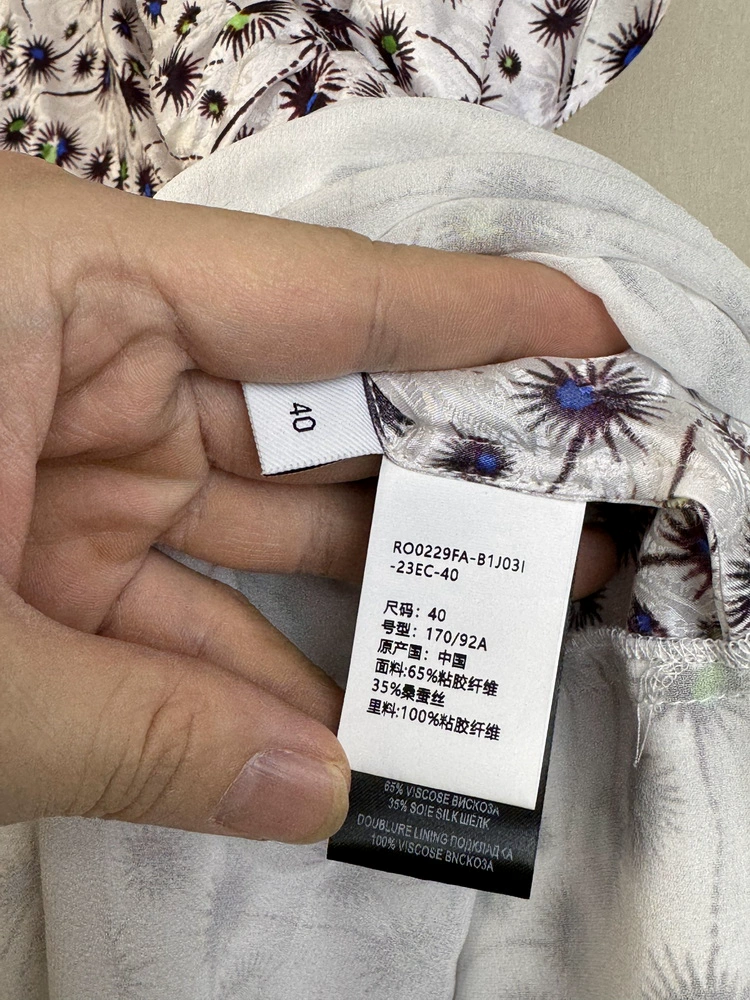 40
RO0229FA-B1J03I
-23EC-40
尺码：40
号型：170/92A
原产国：中国
面料:65%粘胶纤维
35%桑蚕丝
里料:100%粘胶纤维
65% VISCOSE ВИСКОЗА
35% SOIE SILK ШЁЛК
DOUBLURE LINING ПОДКЛАДКА
100% VISCOSE ВNCKОЗА